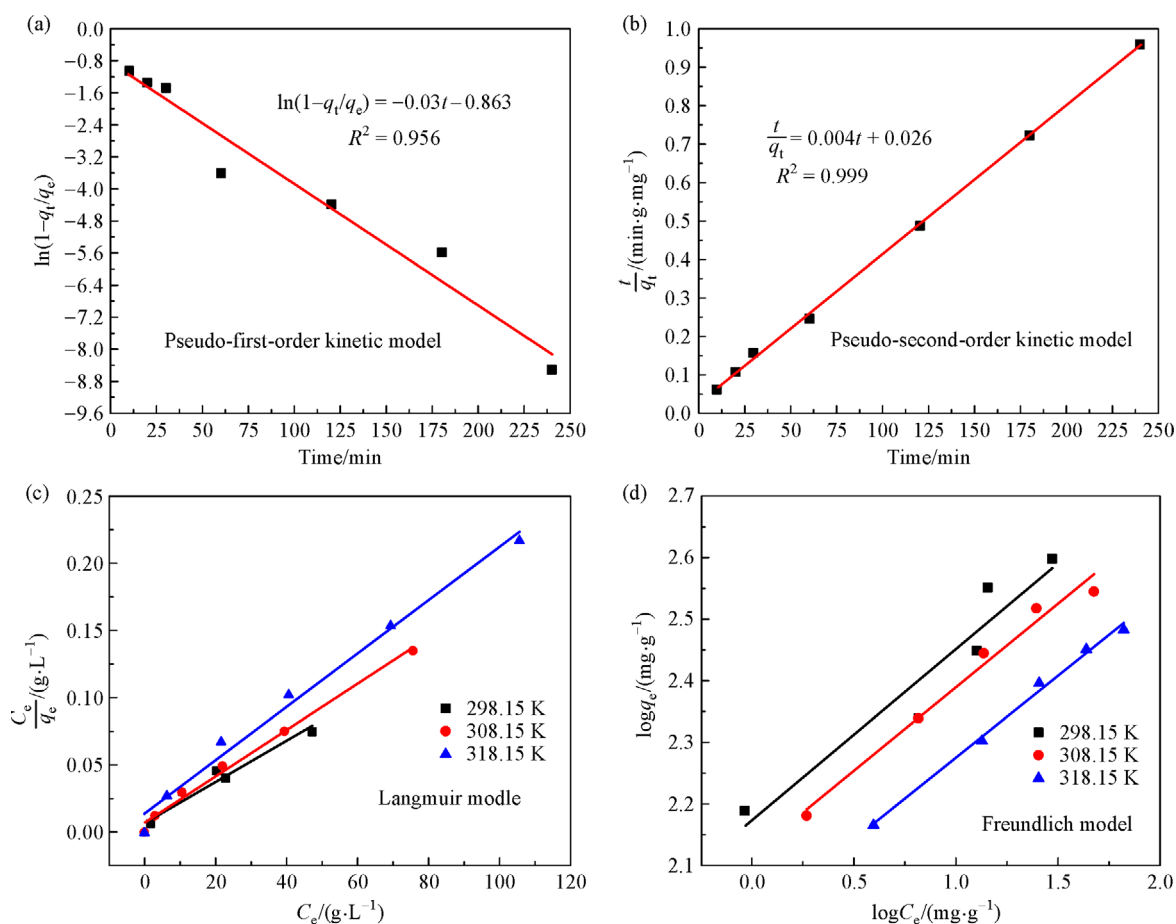 (a)
0.0
−0.8
−1.6
−2.4
−3.2
−4.0
−4.8
−5.6
−6.4
−7.2
−8.0
−8.8
−9.6
ln(1−qt/qe)
ln(1−qt/qe) = −0.03t − 0.863
R² = 0.956
Pseudo-first-order kinetic model
0 25 50 75 100 125 150 175 200 225 250
Time/min
(b)
1.0
0.9
0.8
0.7
0.6
0.5
0.4
0.3
0.2
0.1
0.0
t/qt/(min·g·mg⁻¹)
t/qt = 0.004t + 0.026
R² = 0.999
Pseudo-second-order kinetic model
0 25 50 75 100 125 150 175 200 225 250
Time/min
(c)
0.25
0.20
0.15
0.10
0.05
0.00
Ce/qe/(g·L⁻¹)
298.15 K
308.15 K
318.15 K
Langmuir modle
0 20 40 60 80 100 120
Ce/(g·L⁻¹)
(d)
2.7
2.6
2.5
2.4
2.3
2.2
2.1
logqe/(mg·g⁻¹)
298.15 K
308.15 K
318.15 K
Freundlich model
0.0 0.5 1.0 1.5 2.0
logCe/(mg·g⁻¹)